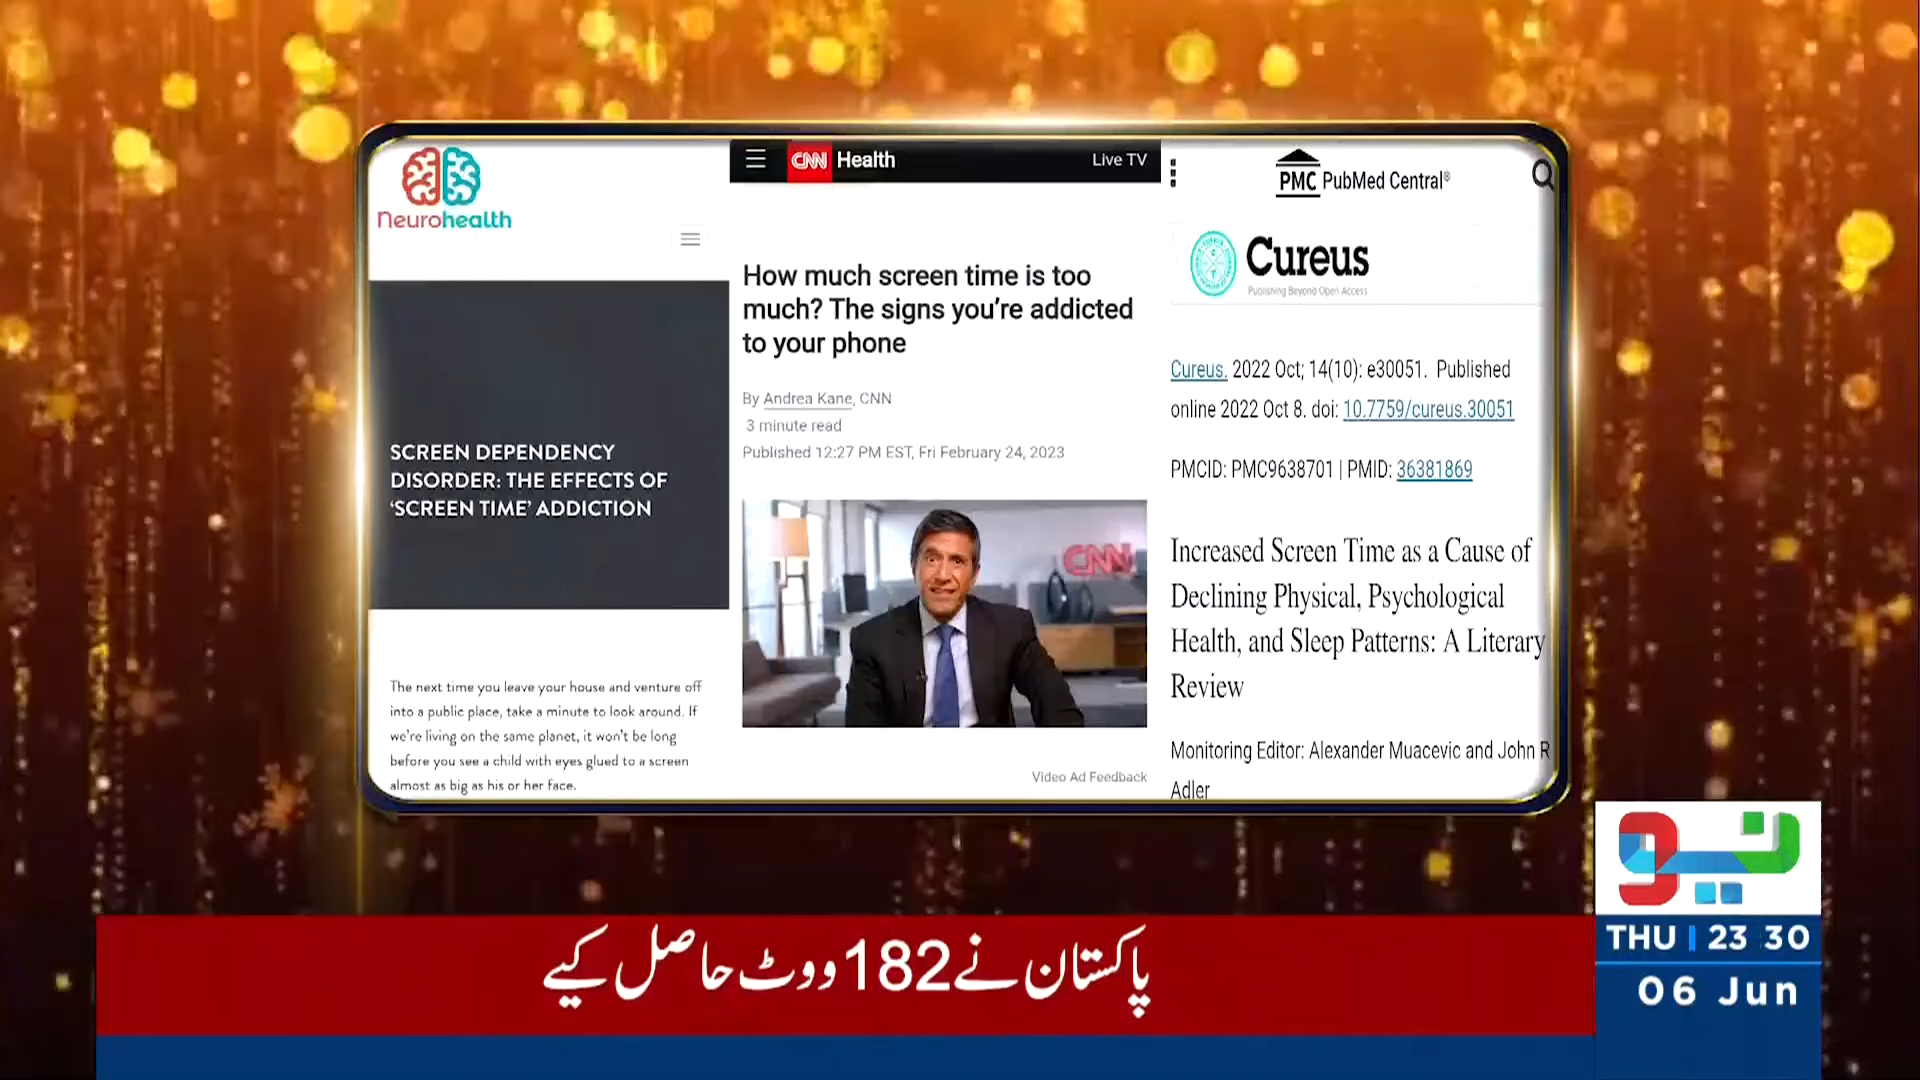 Neurohealth
SCREEN DEPENDENCY
DISORDER: THE EFFECTS OF
‘SCREEN TIME’ ADDICTION
The next time you leave your house and venture off
into a public place, take a minute to look around. If
we're living on the same planet, it won't be long
before you see a child with eyes glued to a screen
almost as big as his or her face.
CNN Health
Live TV
How much screen time is too
much? The signs you’re addicted
to your phone
By Andrea Kane, CNN
3 minute read
Published 12:27 PM EST, Fri February 24, 2023
CNN
Video Ad Feedback
PMC PubMed Central®
Cureus
Publishing Beyond Open Access
Cureus. 2022 Oct; 14(10): e30051. Published
online 2022 Oct 8. doi: 10.7759/cureus.30051
PMCID: PMC9638701 | PMID: 36381869
Increased Screen Time as a Cause of
Declining Physical, Psychological
Health, and Sleep Patterns: A Literary
Review
Monitoring Editor: Alexander Muacevic and John R
Adler
نیو
THU | 23 30
06 Jun
پاکستان نے 182 ووٹ حاصل کیے